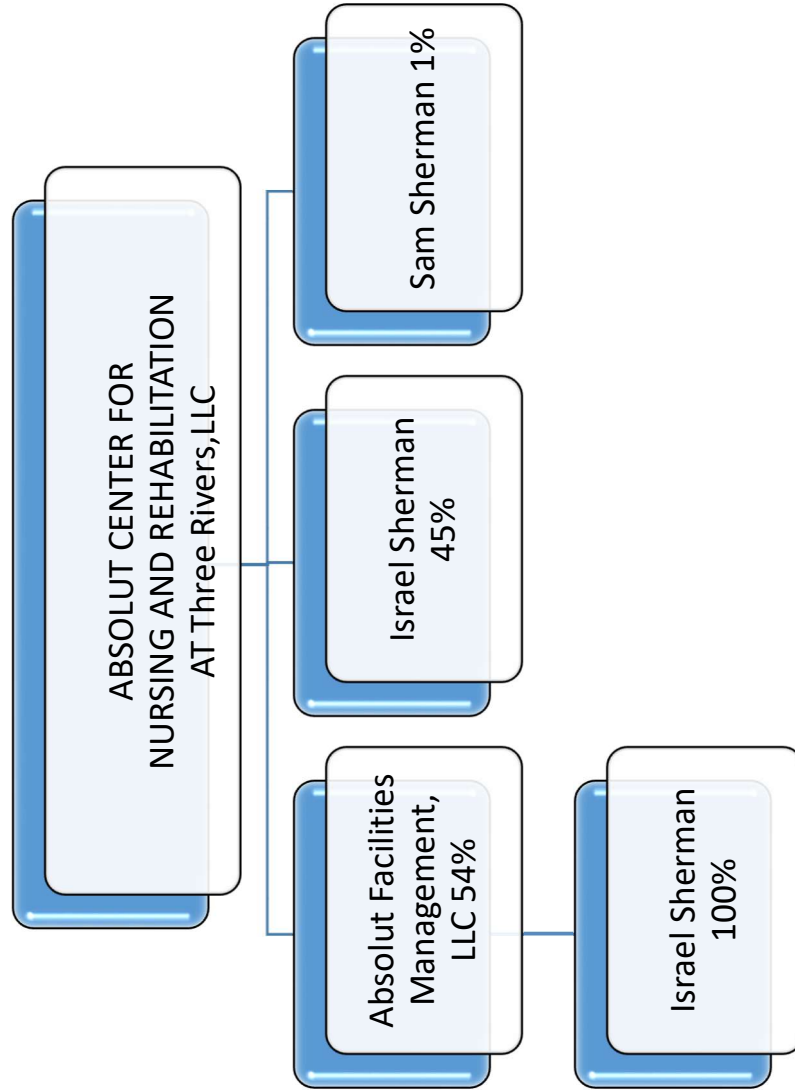 ABSOLUT CENTER FOR
NURSING AND REHABILITATION
AT Three Rivers,LLC
Absolut Facilities
Management,
LLC 54%
Israel Sherman
45%
Sam Sherman 1%
Israel Sherman
100%